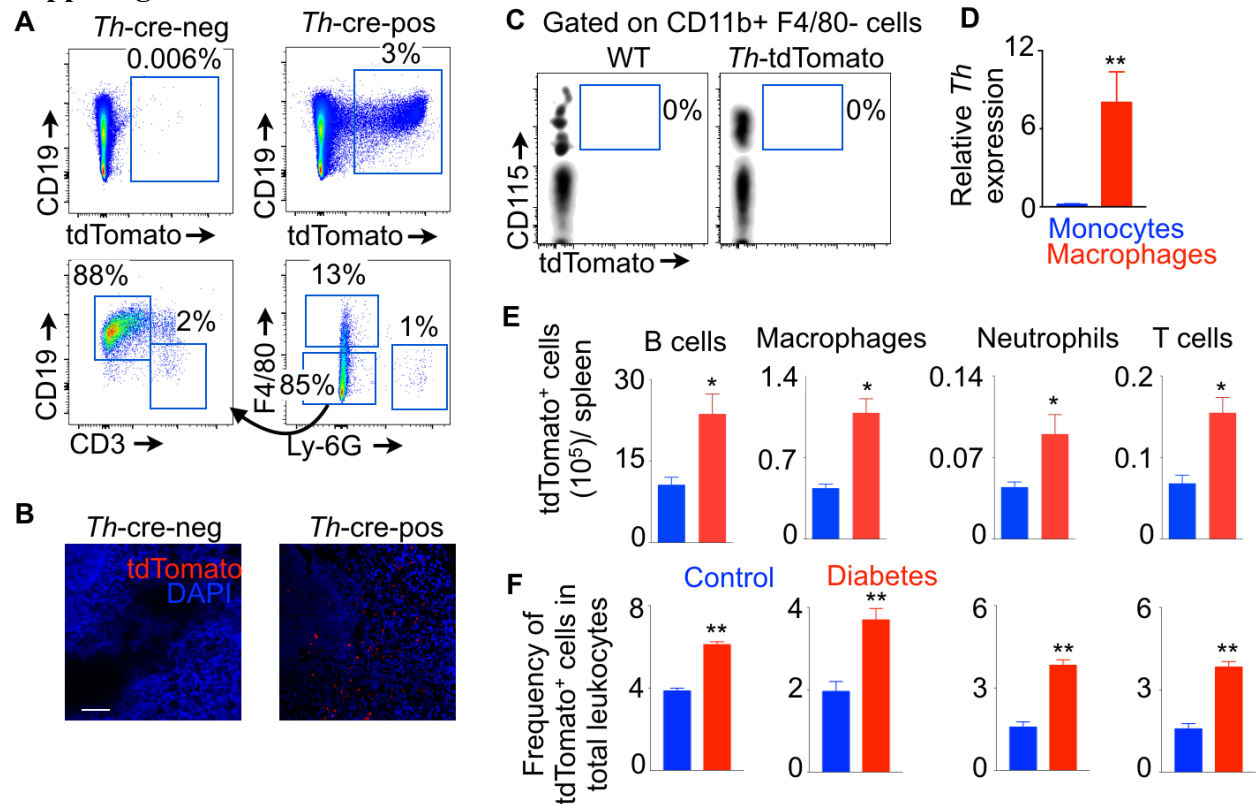 A
Th-cre-neg
Th-cre-pos
0.006%
3%
CD19
tdTomato
CD19
tdTomato
88%
2%
CD19
CD3
13%
1%
85%
F4/80
Ly-6G
B
Th-cre-neg
Th-cre-pos
tdTomato
DAPI
C Gated on CD11b+ F4/80- cells
WT
Th-tdTomato
0%
0%
CD115
tdTomato
D
12
6
0
**
Relative Th
expression
Monocytes
Macrophages
E
tdTomato+ cells
(10⁵)/ spleen
B cells
30
15
0
*
Macrophages
1.4
0.7
0
*
Neutrophils
0.14
0.07
0
*
T cells
0.2
0.1
0
*
F
Control
Diabetes
Frequency of
tdTomato+ cells in
total leukocytes
8
4
0
**
4
2
0
**
6
3
0
**
6
3
0
**